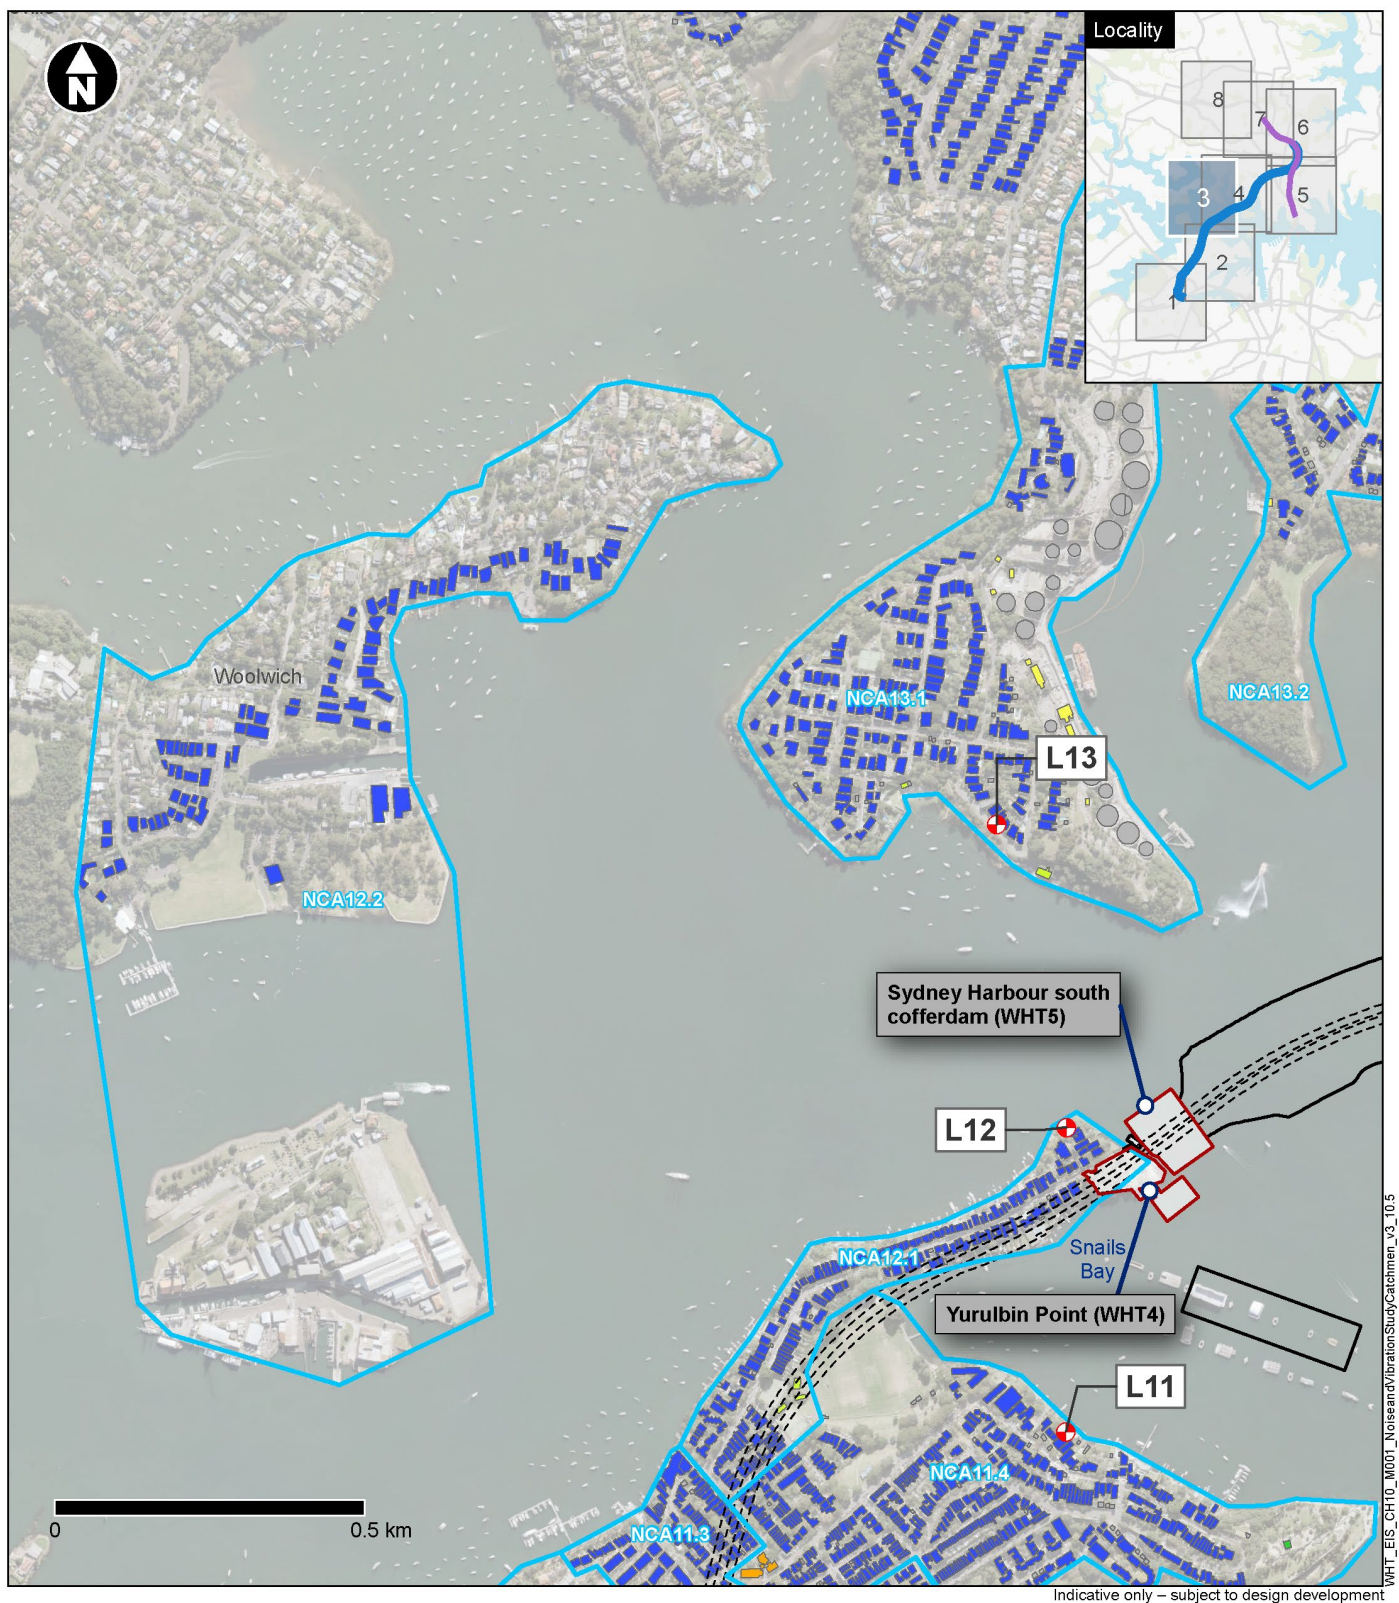 N
Locality
8
7
6
3
4
5
2
1
Woolwich
NCA13.1
NCA13.2
L13
NCA12.2
Sydney Harbour south
cofferdam (WHT5)
L12
NCA12.1
Snails
Bay
Yurulbin Point (WHT4)
L11
NCA11.4
NCA11.3
0
0.5 km
WHT_EIS_CH10_M001_NoiseandVibrationStudyCatchmen_v3_10.5
Indicative only – subject to design development